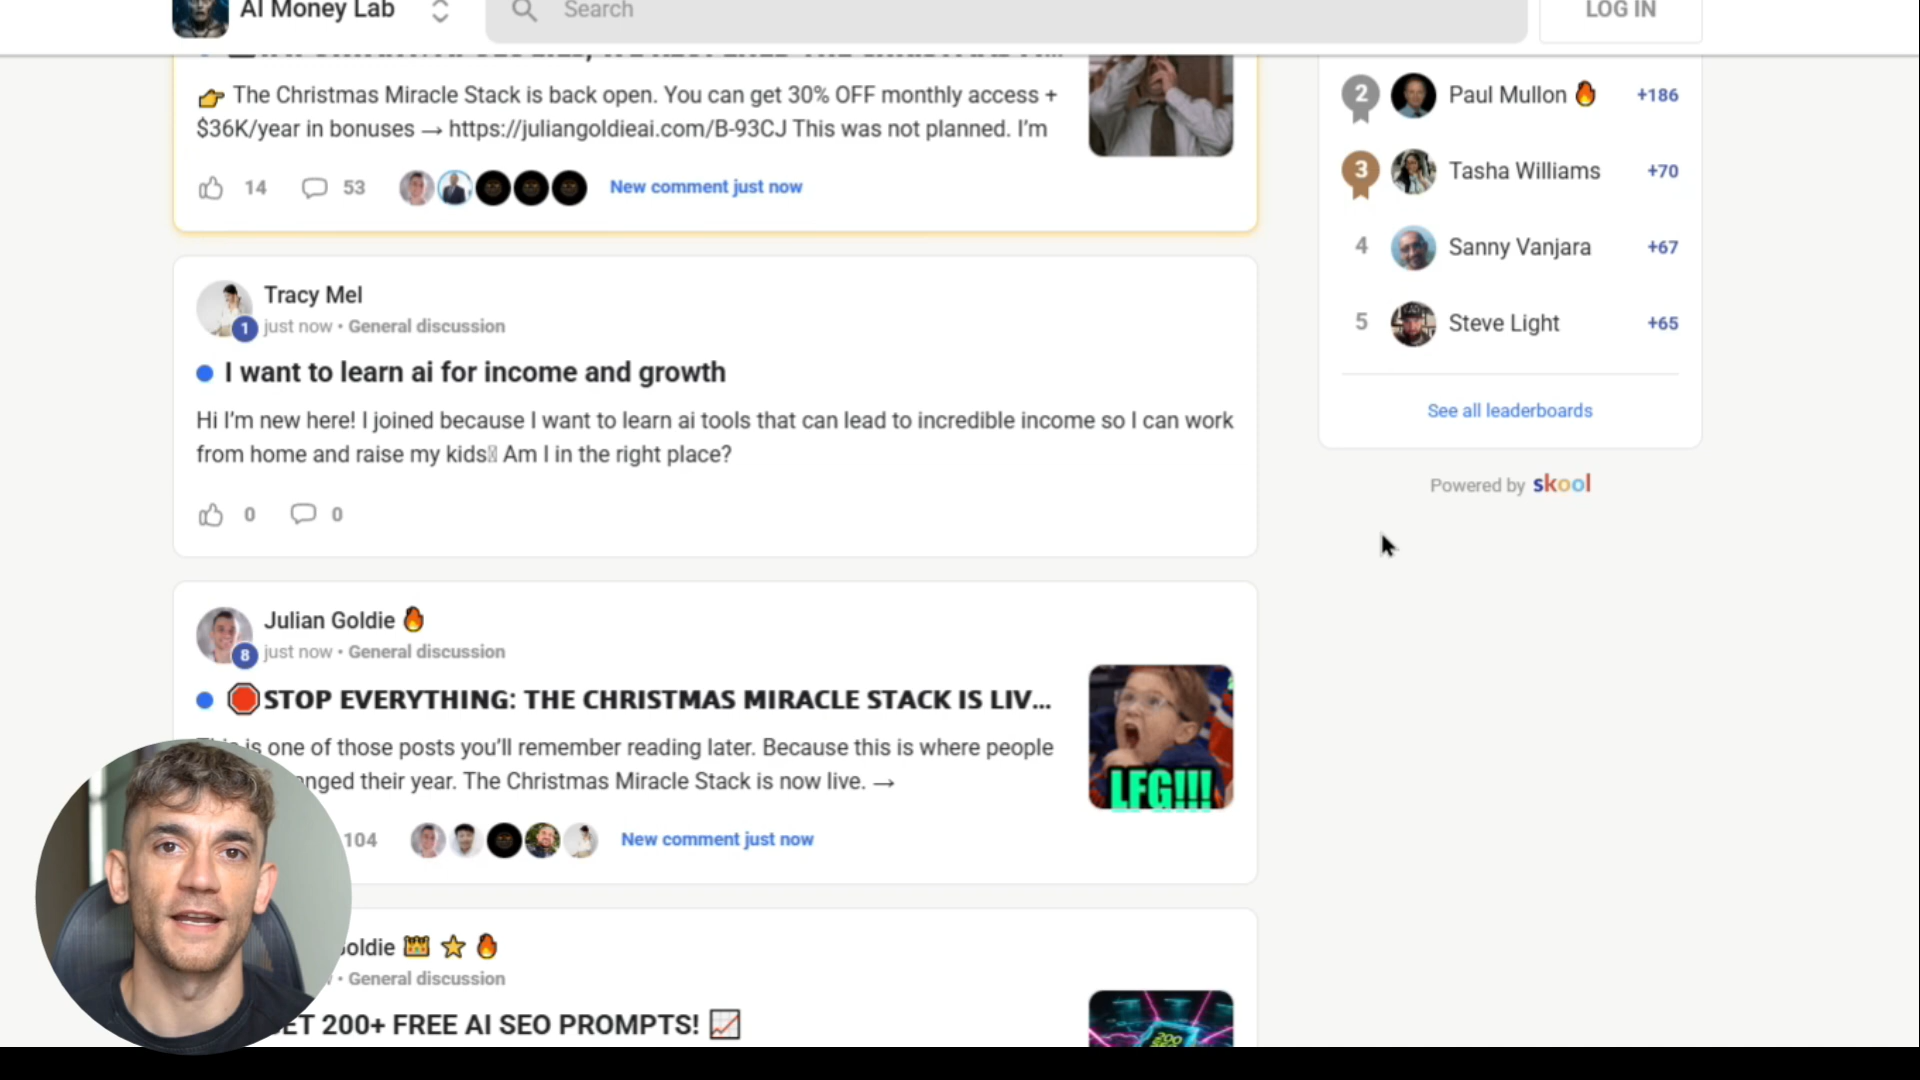 AI Money Lab
Search
LOG IN
👉 The Christmas Miracle Stack is back open. You can get 30% OFF monthly access +
$36K/year in bonuses → https://juliangoldieai.com/B-93CJ This was not planned. I'm
14
53
New comment just now
Tracy Mel
1
just now • General discussion
I want to learn ai for income and growth
Hi I'm new here! I joined because I want to learn ai tools that can lead to incredible income so I can work
from home and raise my kids Am I in the right place?
0
0
Julian Goldie 🔥
8
just now • General discussion
🛑STOP EVERYTHING: THE CHRISTMAS MIRACLE STACK IS LIV...
is one of those posts you'll remember reading later. Because this is where people
their year. The Christmas Miracle Stack is now live. →
LFG!!!
104
New comment just now
Goldie 👑 ⭐ 🔥
• General discussion
200+ FREE AI SEO PROMPTS! 📈
200
2
Paul Mullon 🔥
+186
3
Tasha Williams
+70
4
Sanny Vanjara
+67
5
Steve Light
+65
See all leaderboards
Powered by skool